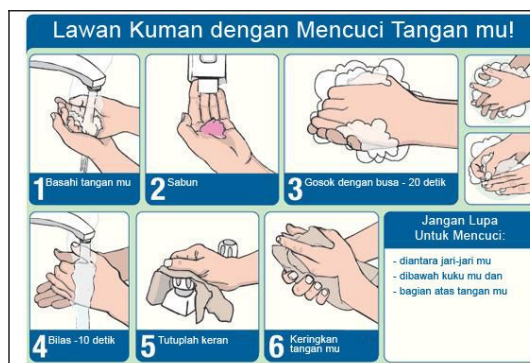 Lawan Kuman dengan Mencuci Tangan mu!
1 Basahi tangan mu
2 Sabun
3 Gosok dengan busa - 20 detik
4 Bilas -10 detik
5 Tutuplah keran
6 Keringkan
tangan mu
Jangan Lupa
Untuk Mencuci:
- diantara jari-jari mu
- dibawah kuku mu dan
- bagian atas tangan mu